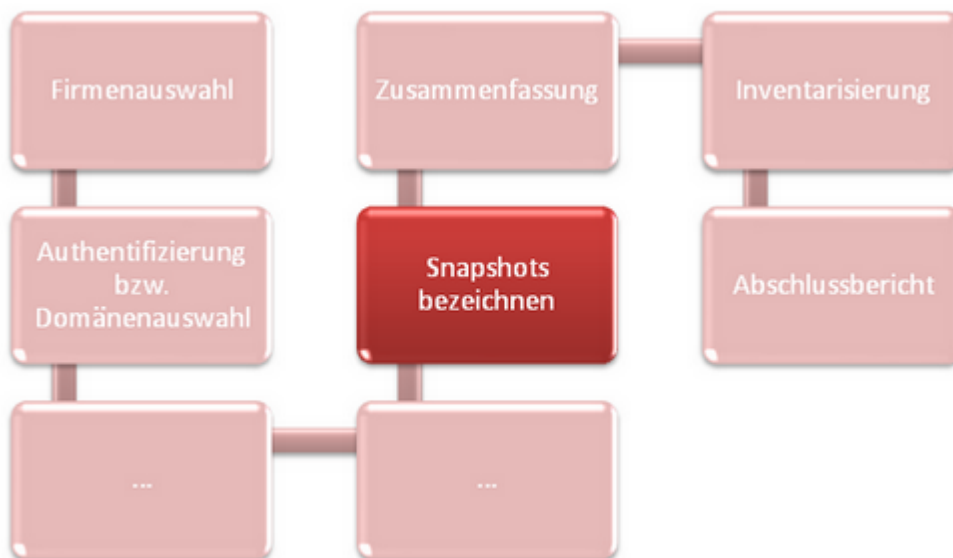 Firmenauswahl
Authentifizierung
bzw.
Domänenauswahl
...
...
Snapshots
bezeichnen
Zusammenfassung
Inventarisierung
Abschlussbericht